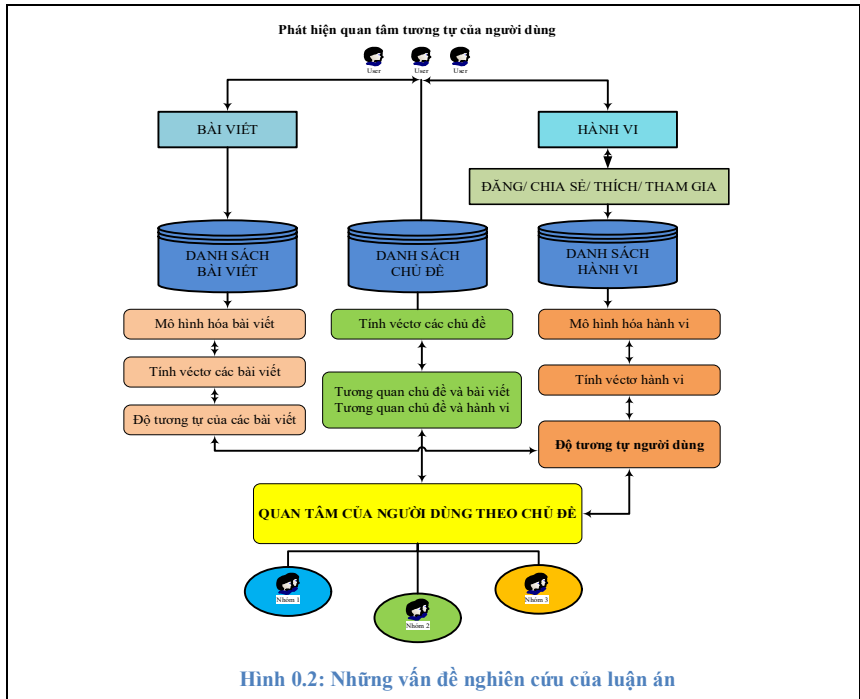 Phát hiện quan tâm tương tự của người dùng
User
User
User
BÀI VIẾT
HÀNH VI
ĐĂNG/ CHIA SẺ/ THÍCH/ THAM GIA
DANH SÁCH
BÀI VIẾT
DANH SÁCH
CHỦ ĐỀ
DANH SÁCH
HÀNH VI
Mô hình hóa bài viết
Tính véctơ các chủ đề
Mô hình hóa hành vi
Tính véctơ các bài viết
Tương quan chủ đề và bài viết
Tương quan chủ đề và hành vi
Tính véctơ hành vi
Độ tương tự của các bài viết
Độ tương tự người dùng
QUAN TÂM CỦA NGƯỜI DÙNG THEO CHỦ ĐỀ
Nhóm 1
Nhóm 2
Nhóm 3
Hình 0.2: Những vấn đề nghiên cứu của luận án